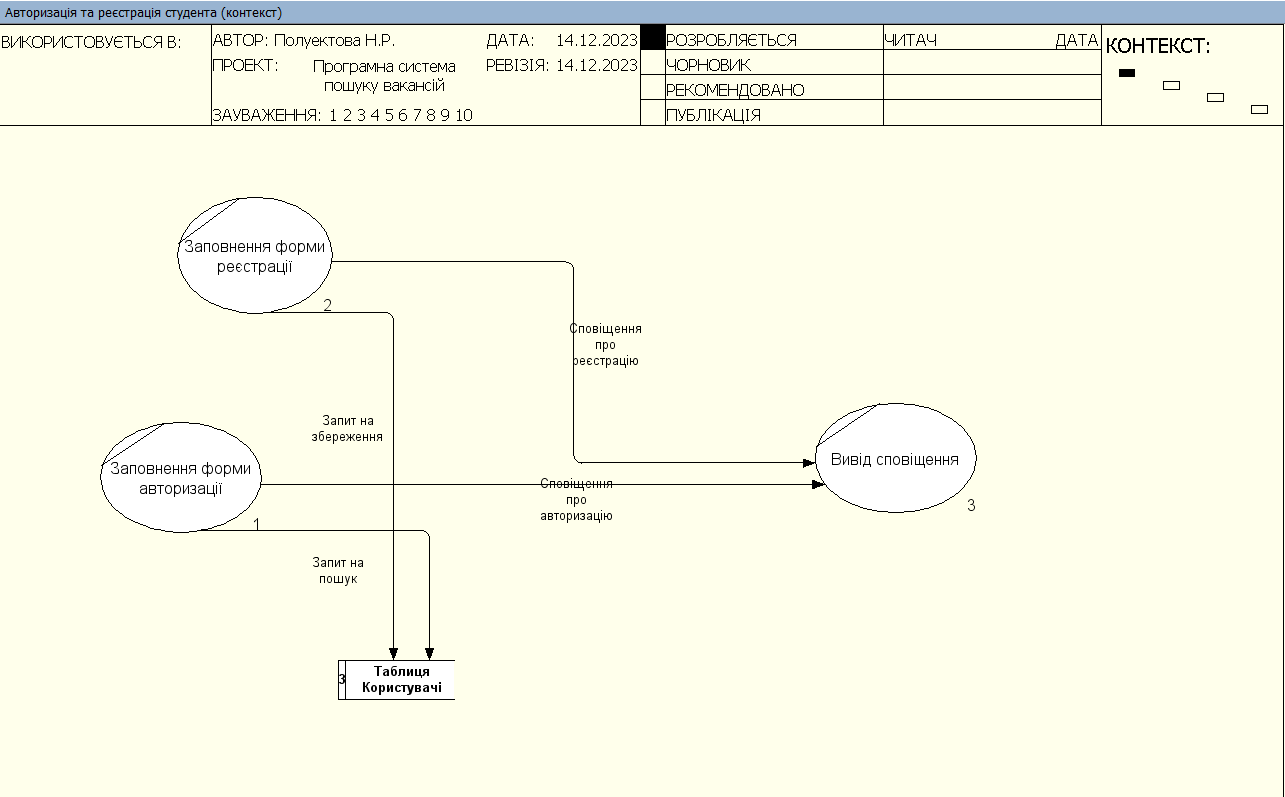 Авторизація та реєстрація студента (контекст)
ВИКОРИСТОВУЄТЬСЯ В:
АВТОР: Полуектова Н.Р.
ДАТА: 14.12.2023
ПРОЕКТ: Програмна система
пошуку вакансій
РЕВІЗІЯ: 14.12.2023
ЗАУВАЖЕННЯ: 1 2 3 4 5 6 7 8 9 10
РОЗРОБЛЯЄТЬСЯ
ЧОРНОВИК
РЕКОМЕНДОВАНО
ПУБЛІКАЦІЯ
ЧИТАЧ
ДАТА
КОНТЕКСТ:
Заповнення форми
реєстрації
2
Сповіщення
про
реєстрацію
Запит на
збереження
Заповнення форми
авторизації
1
Вивід сповіщення
3
Сповіщення
про
авторизацію
Запит на
пошук
3
Таблиця
Користувачі